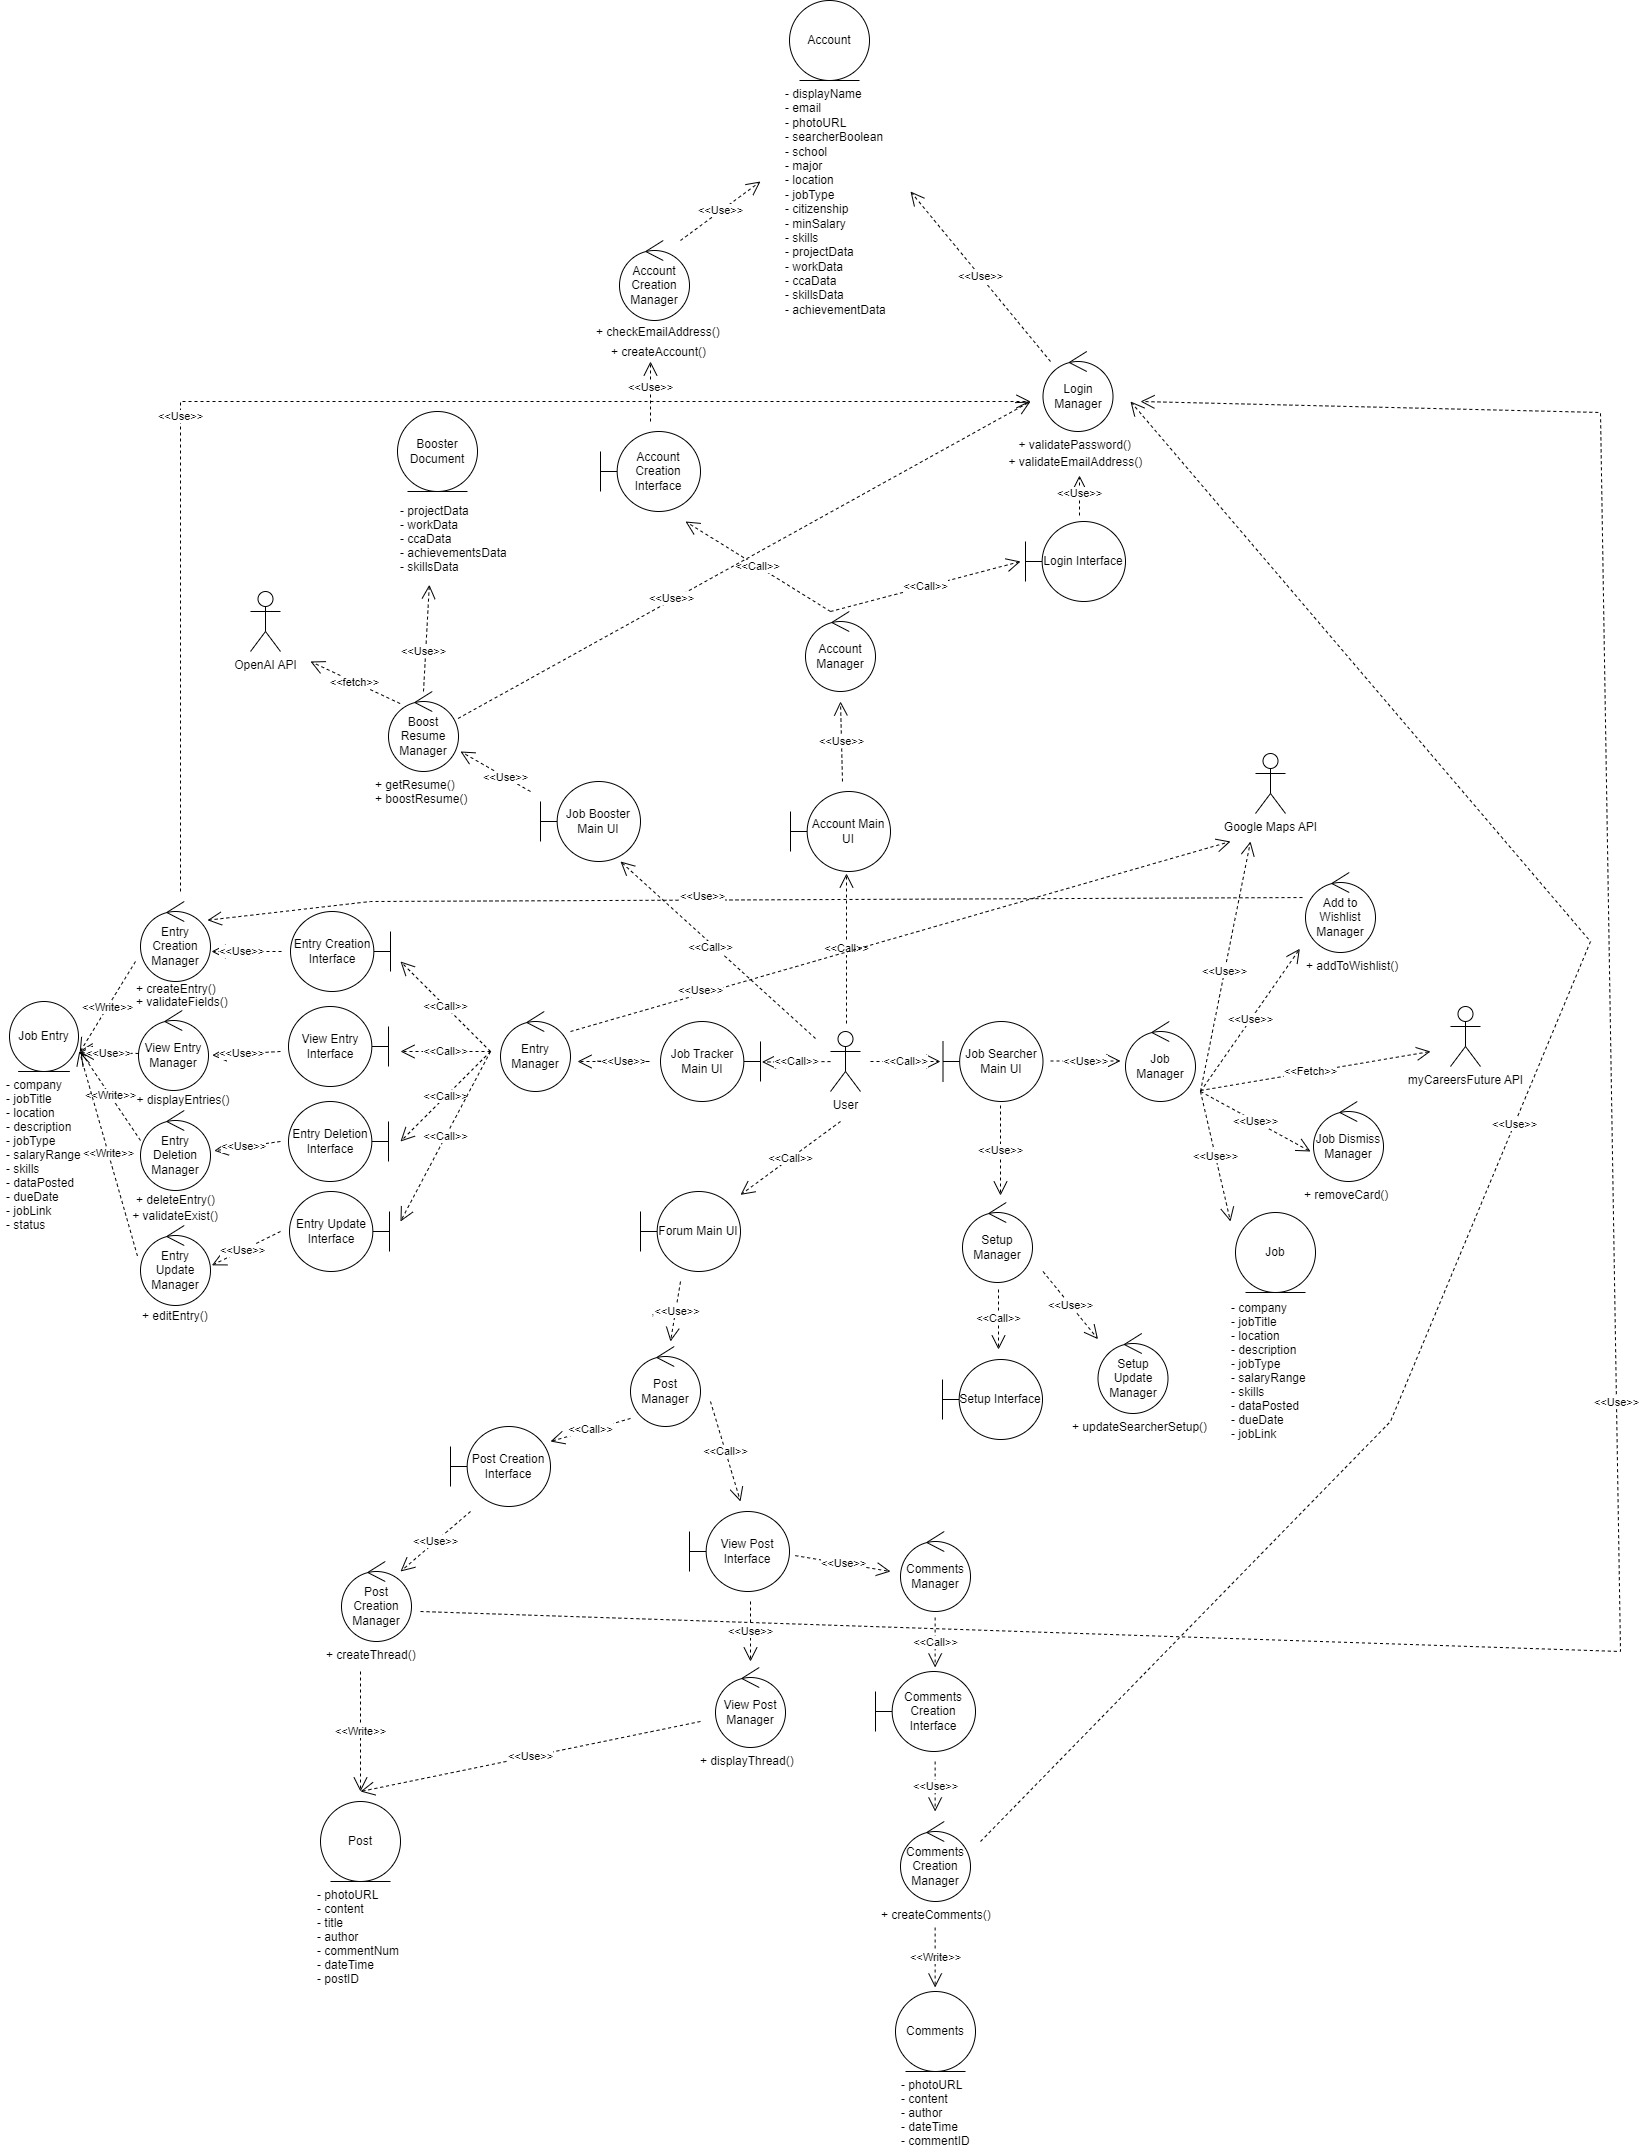 Account
- displayName
- email
- photoURL
- searcherBoolean
- school
- major
- location
- jobType
- citizenship
- minSalary
- skills
- projectData
- workData
- ccaData
- skillsData
- achievementData
<<Use>>
<<Use>>
Account
Creation
Manager
+ checkEmailAddress()
+ createAccount()
<<Use>>
<<Use>>
Login
Manager
+ validatePassword()
+ validateEmailAddress()
<<Use>>
Booster
Document
- projectData
- workData
- ccaData
- achievementsData
- skillsData
Account
Creation
Interface
Login Interface
<<Call>>
<<Call>>
<<Use>>
OpenAI API
<<fetch>>
<<Use>>
Account
Manager
Boost
Resume
Manager
+ getResume()
+ boostResume()
<<Use>>
<<Use>>
Job Booster
Main UI
Account Main
UI
Google Maps API
<<Use>>
<<Call>>
<<Call>>
<<Use>>
<<Use>>
Add to
Wishlist
Manager
+ addToWishlist()
Entry
Creation
Manager
+ createEntry()
+ validateFields()
<<Use>>
Entry Creation
Interface
<<Call>>
<<Write>>
<<Use>>
Job Entry
- company
- jobTitle
- location
- description
- jobType
- salaryRange
- skills
- dataPosted
- dueDate
- jobLink
- status
<<Use>>
View Entry
Manager
+ displayEntries()
<<Use>>
View Entry
Interface
<<Call>>
Entry
Manager
<<Use>>
Job Tracker
Main UI
<<Call>>
User
<<Call>>
Job Searcher
Main UI
<<Use>>
Job
Manager
<<Use>>
<<Fetch>>
myCareersFuture API
<<Write>>
Entry
Deletion
Manager
+ deleteEntry()
+ validateExist()
<<Use>>
Entry Deletion
Interface
<<Call>>
<<Call>>
<<Write>>
<<Use>>
Job Dismiss
Manager
+ removeCard()
<<Use>>
<<Use>>
<<Call>>
<<Use>>
Entry
Update
Manager
+ editEntry()
<<Use>>
Entry Update
Interface
Forum Main UI
Setup
Manager
Job
- company
- jobTitle
- location
- description
- jobType
- salaryRange
- skills
- dataPosted
- dueDate
- jobLink
,<<Use>>
<<Call>>
<<Use>>
Setup Interface
Setup
Update
Manager
+ updateSearcherSetup()
<<Use>>
Post
Manager
<<Call>>
<<Call>>
Post Creation
Interface
<<Use>>
View Post
Interface
<<Use>>
Comments
Manager
Post
Creation
Manager
+ createThread()
<<Use>>
<<Call>>
View Post
Manager
+ displayThread()
Comments
Creation
Interface
<<Write>>
<<Use>>
<<Use>>
Post
- photoURL
- content
- title
- author
- commentNum
- dateTime
- postID
Comments
Creation
Manager
+ createComments()
<<Write>>
Comments
- photoURL
- content
- author
- dateTime
- commentID